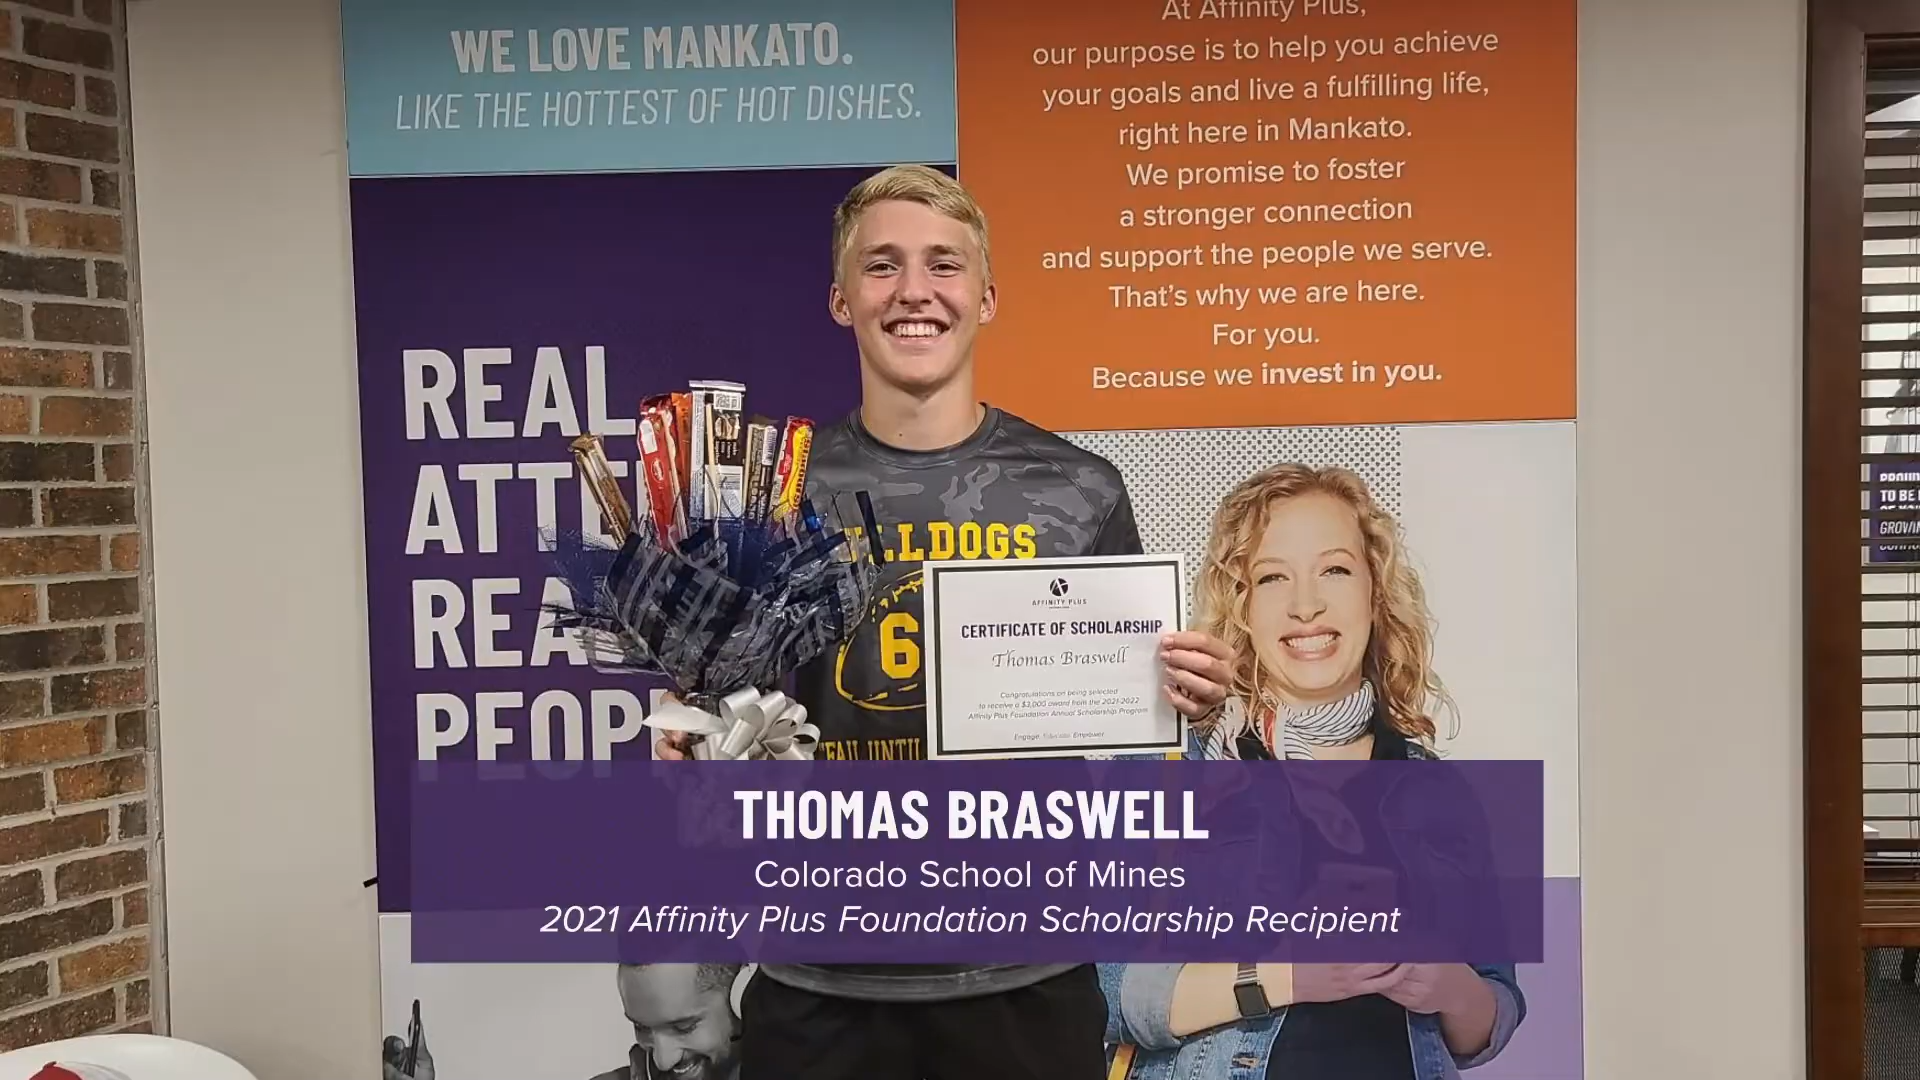 WE LOVE MANKATO.
LIKE THE HOTTEST OF HOT DISHES.
At Affinity Plus,
our purpose is to help you achieve
your goals and live a fulfilling life,
right here in Mankato.
We promise to foster
a stronger connection
and support the people we serve.
That's why we are here.
For you.
Because we invest in you.
REAL
ATTE
REA
PEOP
LLDOGS
6
UNTIL
AFFINITY PLUS
CERTIFICATE OF SCHOLARSHIP
Thomas Braswell
Congratulations on being selected
to receive a $3,000 award from the 2021-2022
Affinity Plus Foundation Annual Scholarship Program
Engage. Educate. Empower.
TO BE
THOMAS BRASWELL
Colorado School of Mines
2021 Affinity Plus Foundation Scholarship Recipient